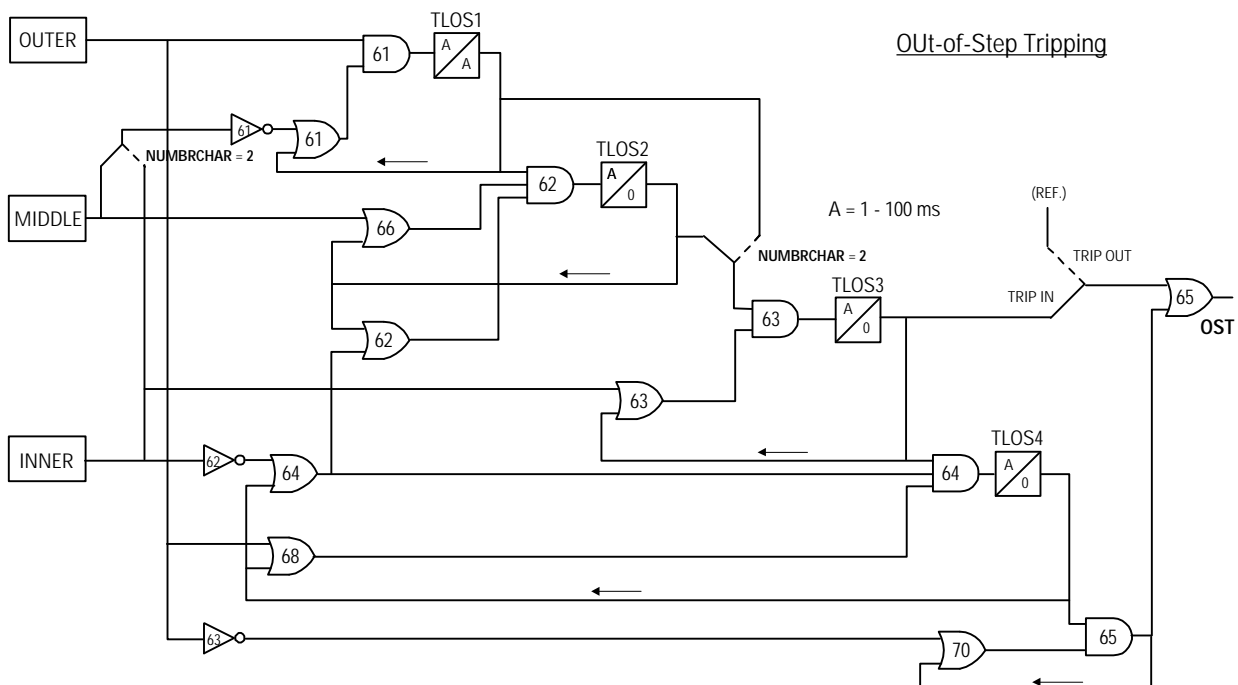 TLOS1
OUTER
61
A
A
OUt-of-Step Tripping
61
61
NUMBRCHAR = 2
TLOS2
62
A
0
MIDDLE
66
A = 1 - 100 ms
(REF.)
NUMBRCHAR = 2
TRIP OUT
TLOS3
63
A
0
TRIP IN
65
OST
62
63
INNER
62
64
TLOS4
64
A
0
68
63
70
65